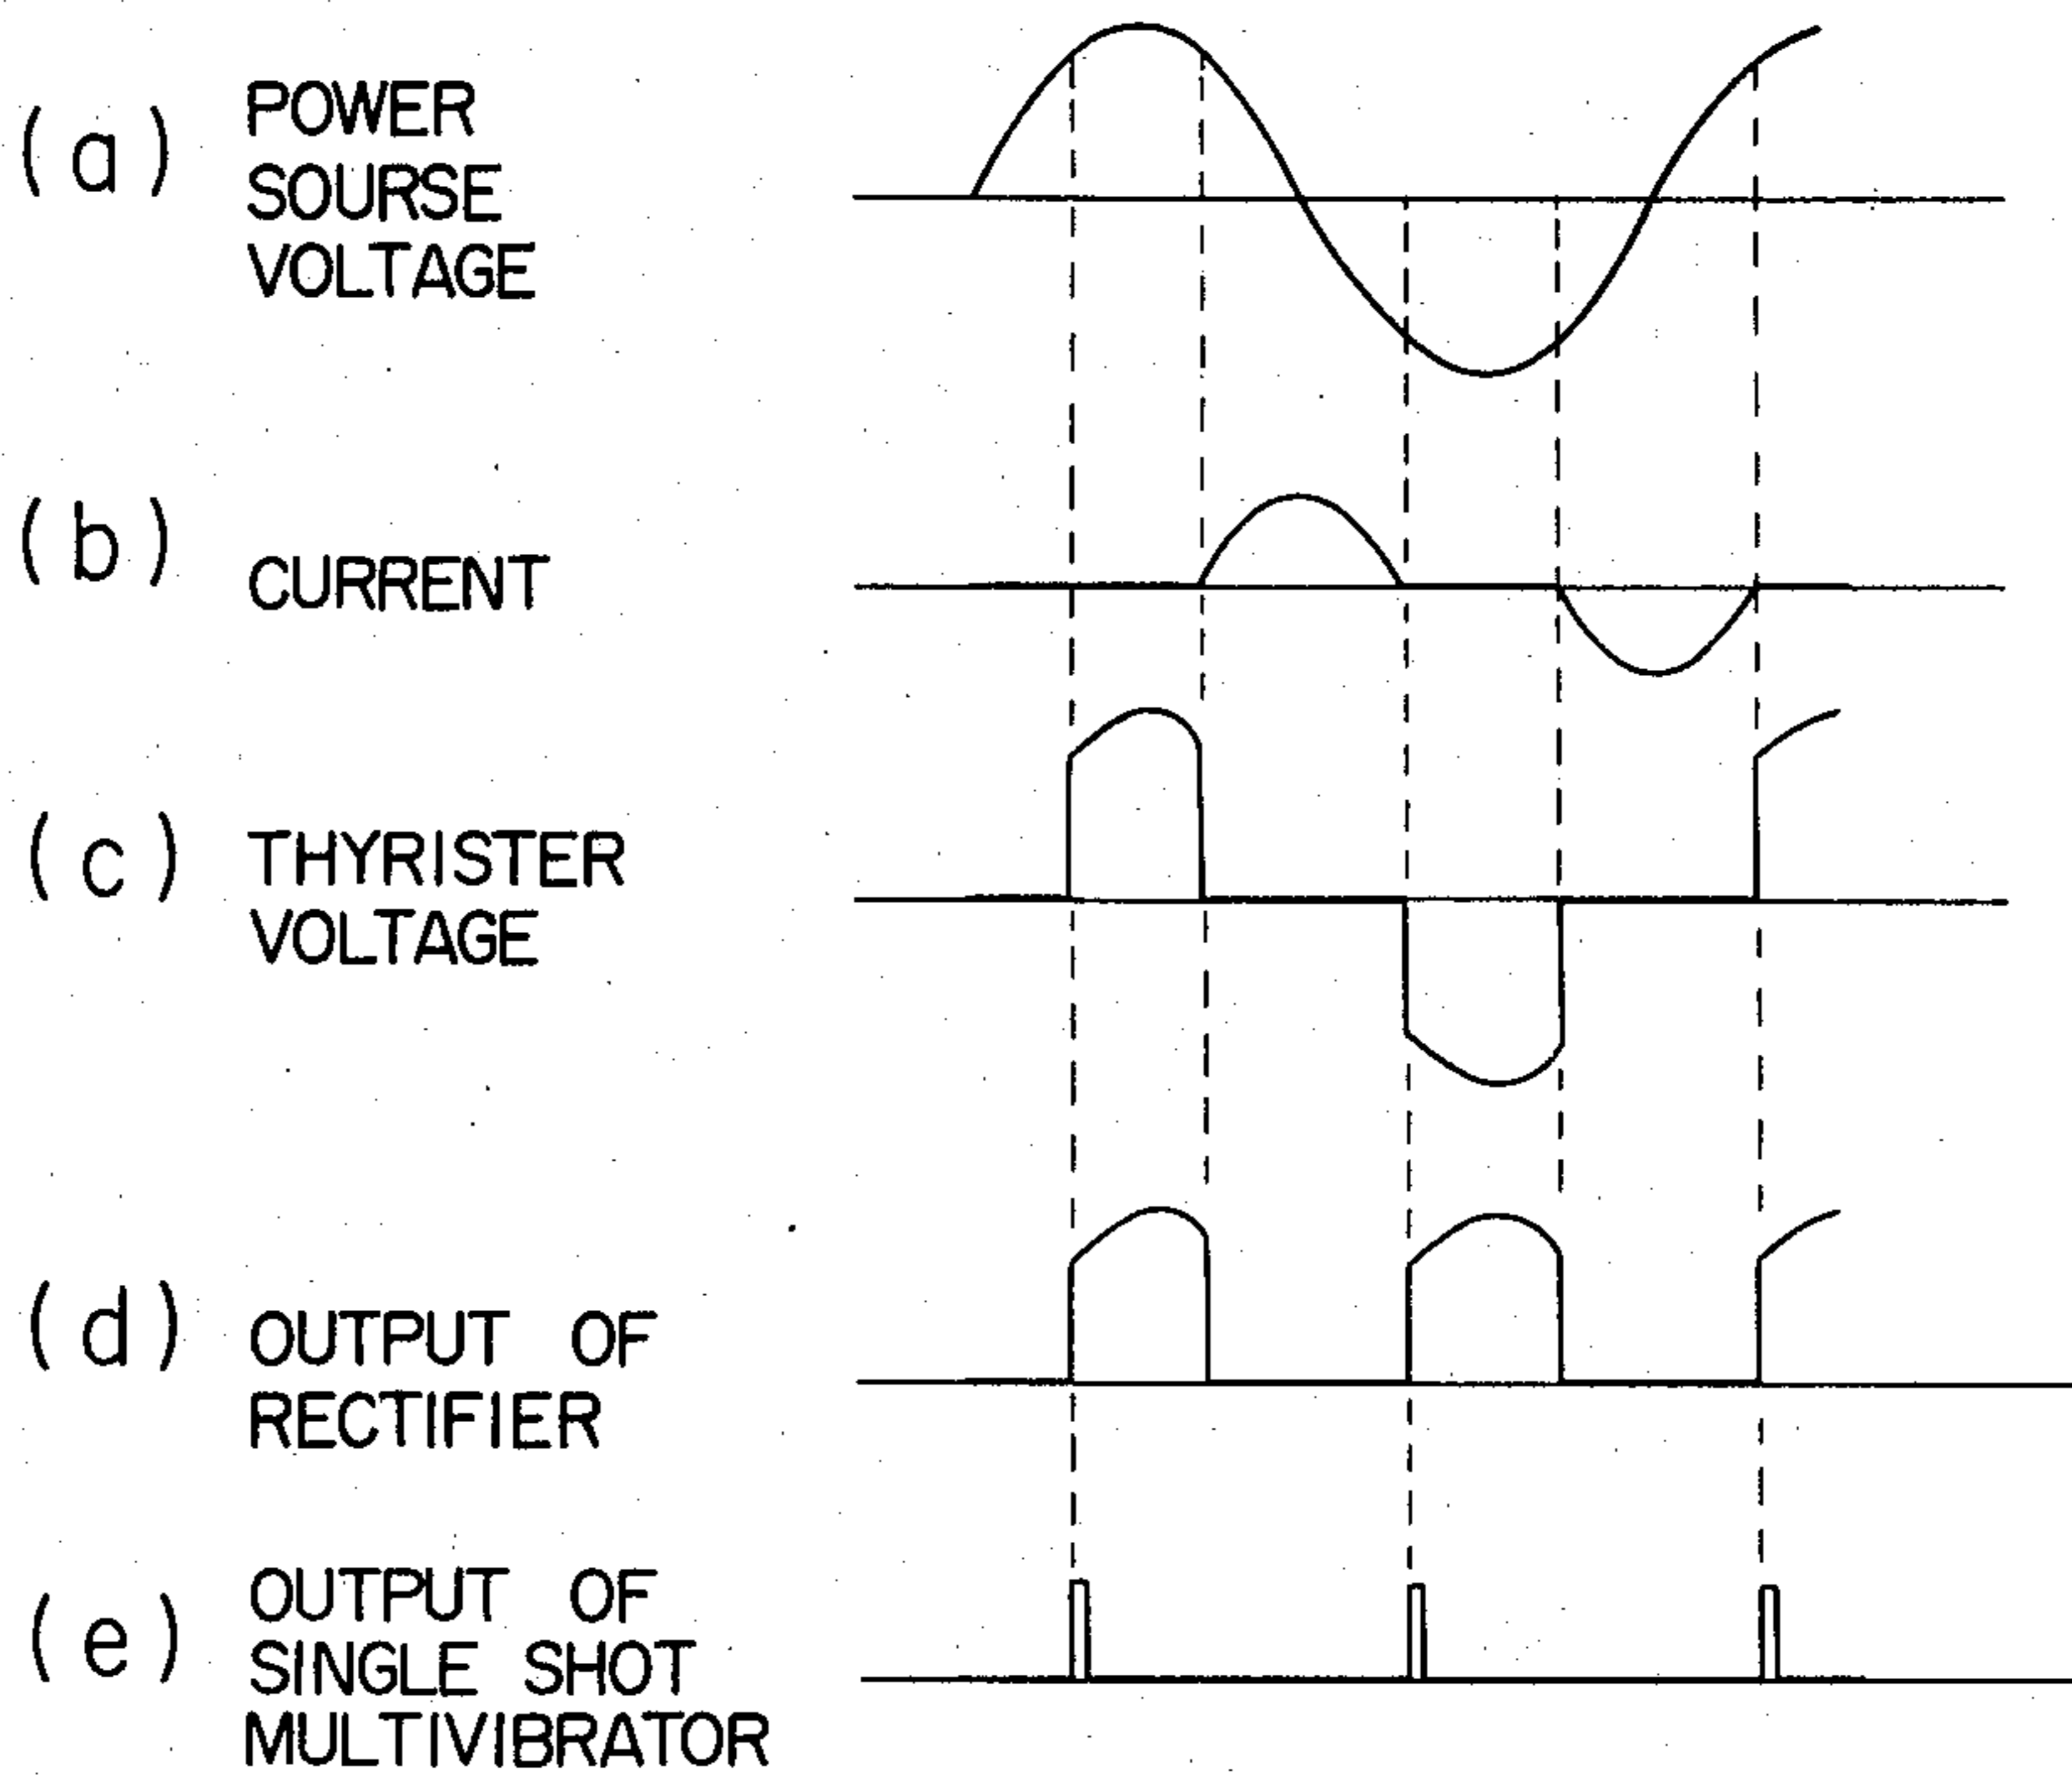 (a) POWER
SOURSE
VOLTAGE
(b) CURRENT
(c) THYRISTER
VOLTAGE
(d) OUTPUT OF
RECTIFIER
(e) OUTPUT OF
SINGLE SHOT
MULTIVIBRATOR